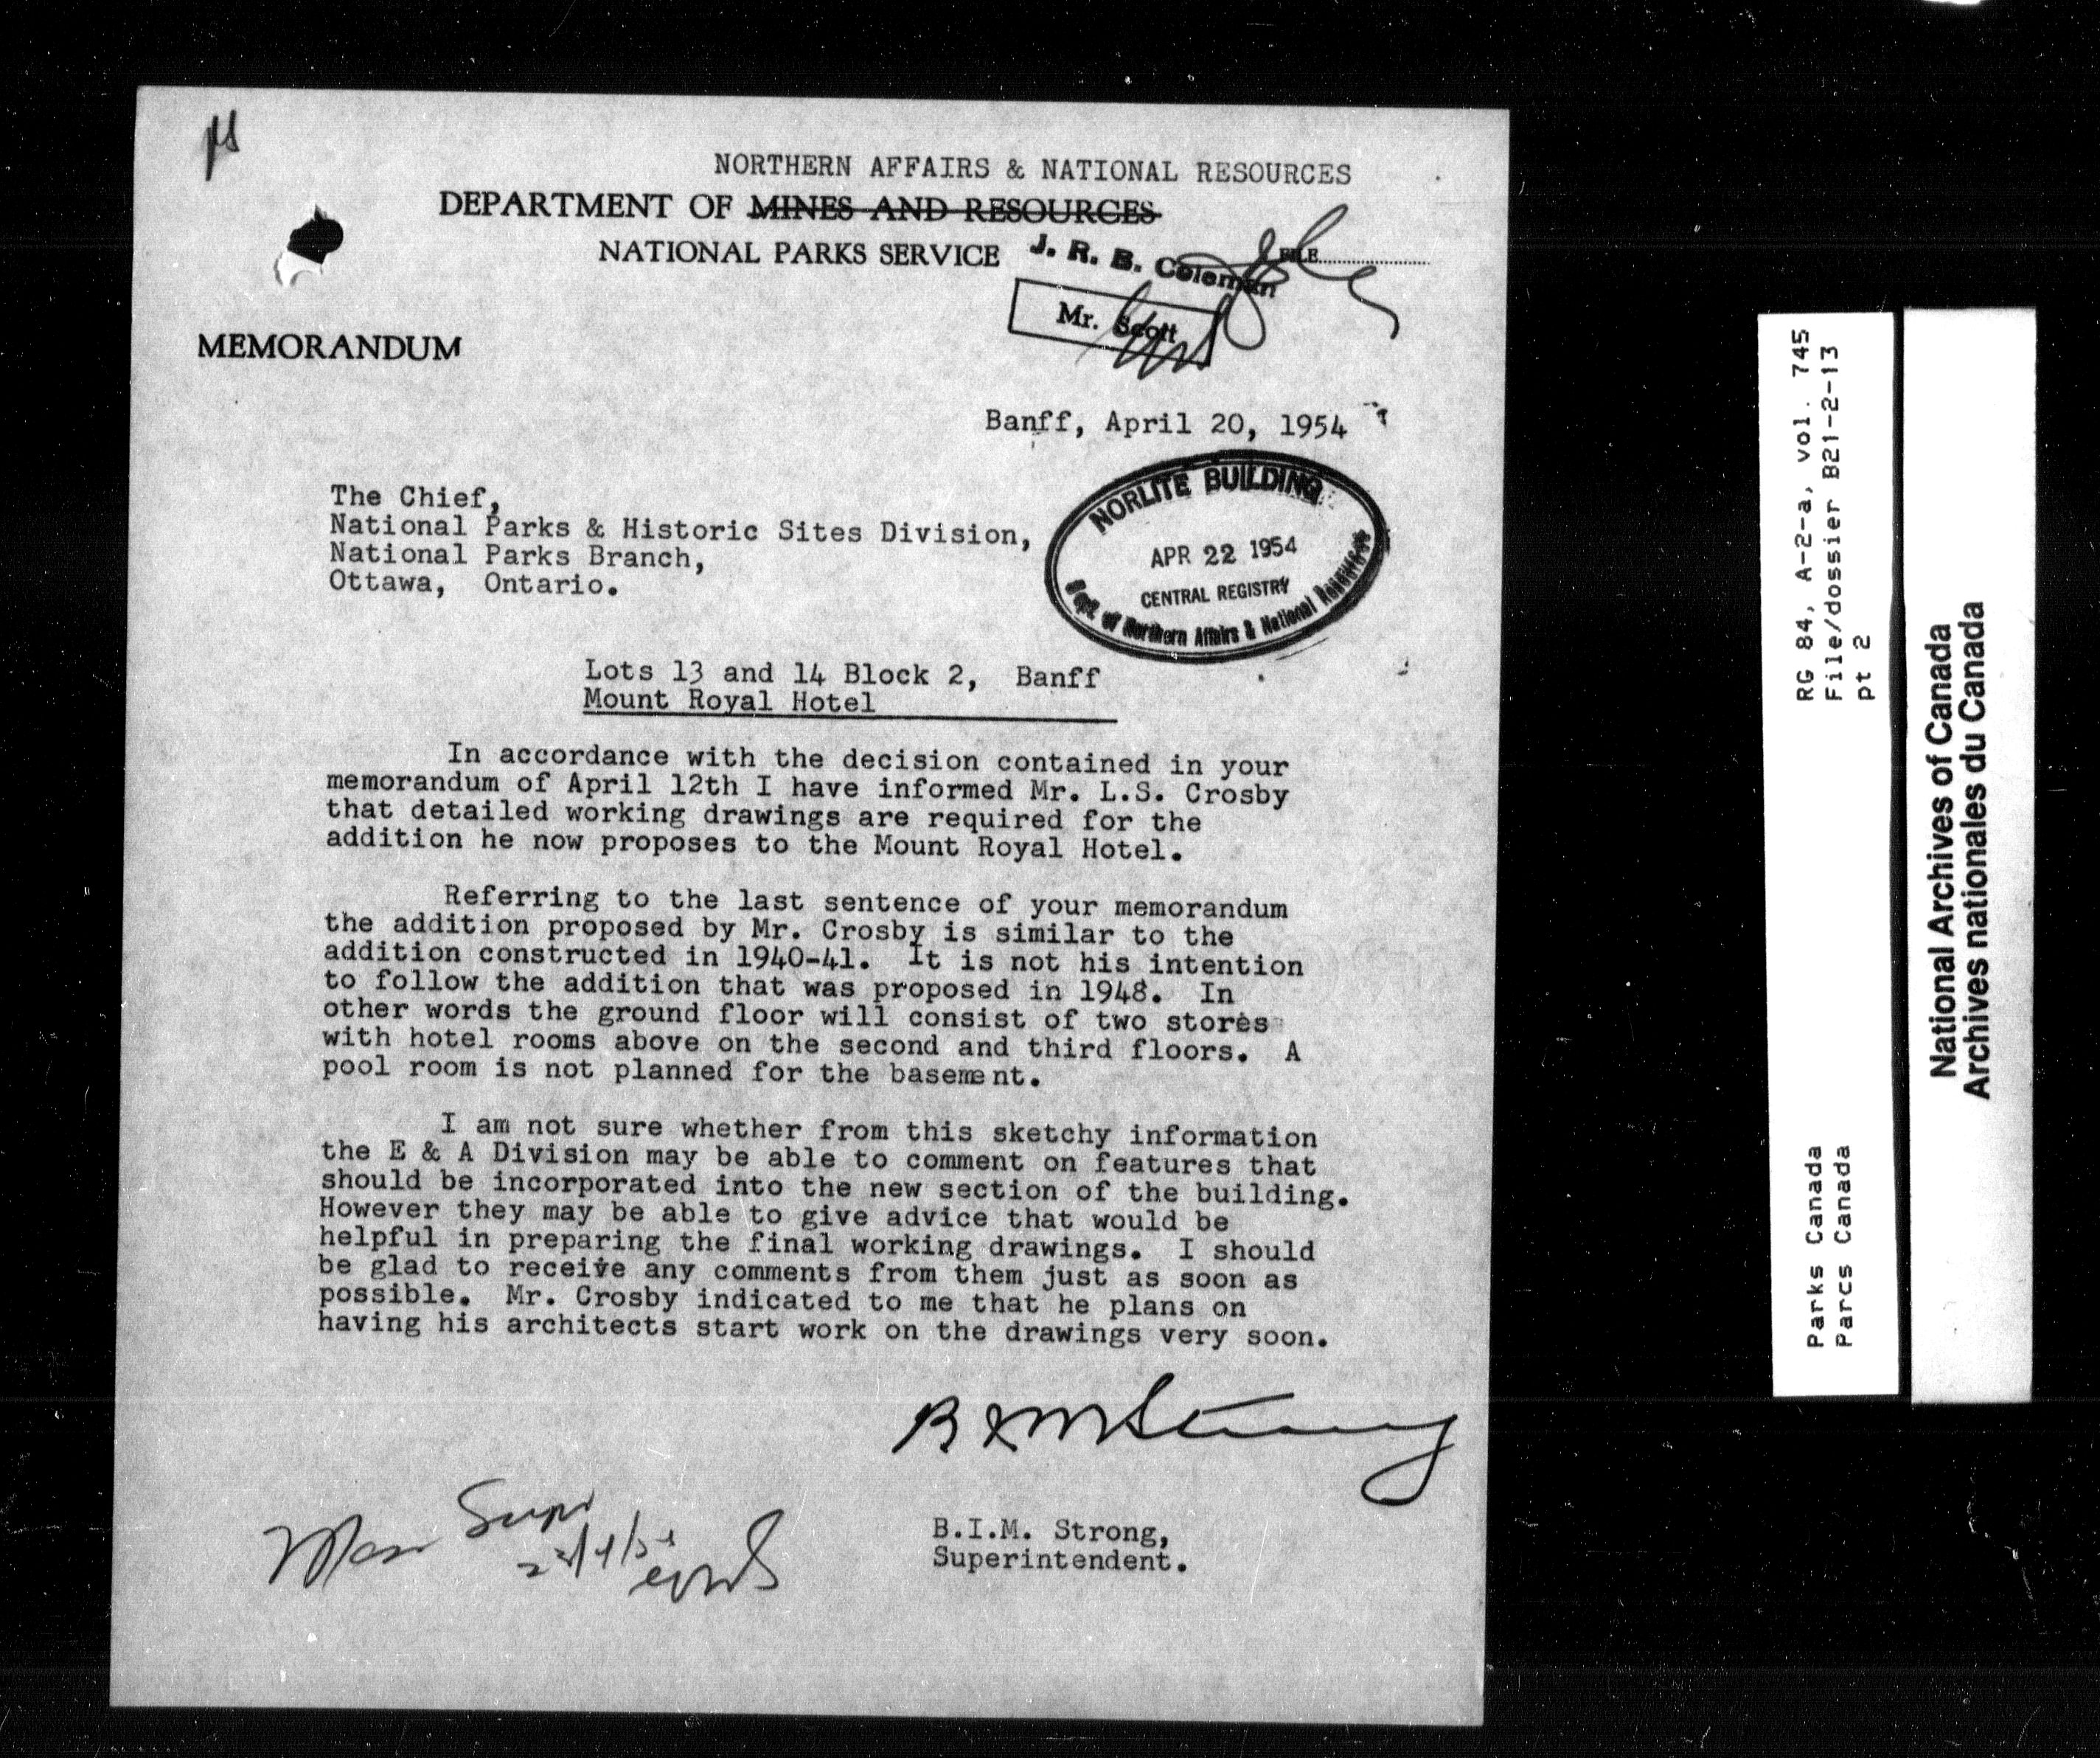 NORTHERN AFFAIRS & NATIONAL RESOURCES
DEPARTMENT OF MINES AND RESOURCES
NATIONAL PARKS SERVICE
J. R. B. Coleman
FILE
Mr. Scott
MEMORANDUM
Banff, April 20, 1954
The Chief,
National Parks & Historic Sites Division,
National Parks Branch,
Ottawa, Ontario.
NORLITE BUILDING
APR 22 1954
CENTRAL REGISTRY
Dept. of Northern Affairs & National Resources
Lots 13 and 14 Block 2, Banff
Mount Royal Hotel
In accordance with the decision contained in your
memorandum of April 12th I have informed Mr. L.S. Crosby
that detailed working drawings are required for the
addition he now proposes to the Mount Royal Hotel.
Referring to the last sentence of your memorandum
the addition proposed by Mr. Crosby is similar to the
addition constructed in 1940-41. It is not his intention
to follow the addition that was proposed in 1948. In
other words the ground floor will consist of two stores
with hotel rooms above on the second and third floors. A
pool room is not planned for the basement.
I am not sure whether from this sketchy information
the E & A Division may be able to comment on features that
should be incorporated into the new section of the building.
However they may be able to give advice that would be
helpful in preparing the final working drawings. I should
be glad to receive any comments from them just as soon as
possible. Mr. Crosby indicated to me that he plans on
having his architects start work on the drawings very soon.
B I M Strong
B.I.M. Strong,
Superintendent.
RG 84, A-2-a, vol. 745
File/dossier B21-2-13
pt 2
Parks Canada
Parcs Canada
National Archives of Canada
Archives nationales du Canada